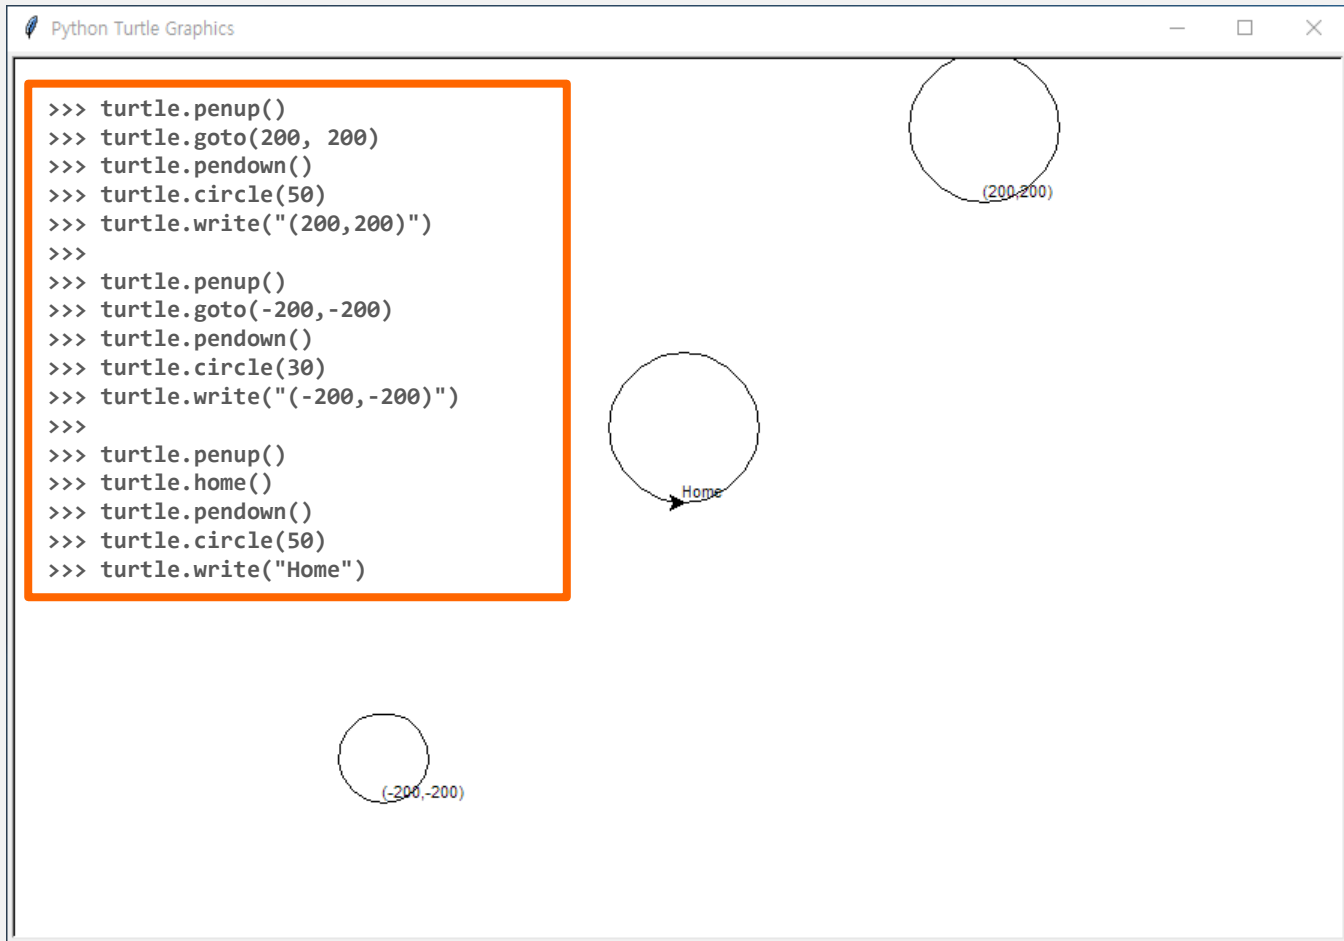 Python Turtle Graphics
>>> turtle.penup()
>>> turtle.goto(200, 200)
>>> turtle.pendown()
>>> turtle.circle(50)
>>> turtle.write("(200,200)")
>>>
>>> turtle.penup()
>>> turtle.goto(-200,-200)
>>> turtle.pendown()
>>> turtle.circle(30)
>>> turtle.write("(-200,-200)")
>>>
>>> turtle.penup()
>>> turtle.home()
>>> turtle.pendown()
>>> turtle.circle(50)
>>> turtle.write("Home")
(200,200)
Home
(-200,-200)